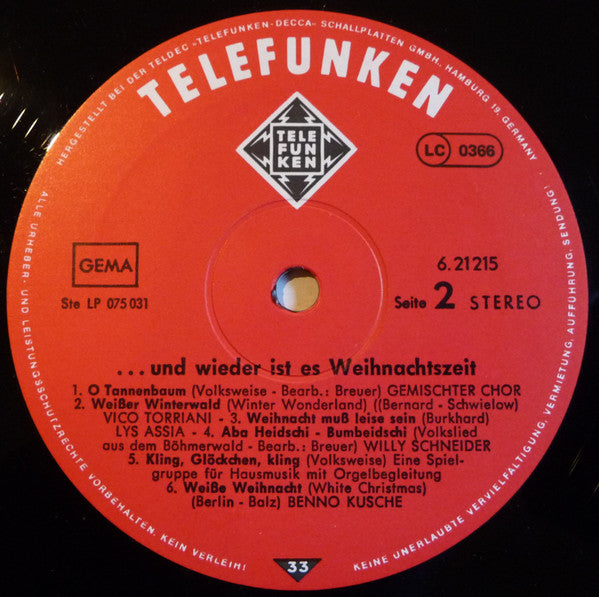 HERGESTELLT BEI DER TELDEC »TELEFUNKEN-DECCA« SCHALLPLATTEN GMBH., HAMBURG 19, GERMANY
TELEFUNKEN
TELE
FUN
KEN
LC 0366
GEMA
6.21215
Ste LP 075 031
Seite 2 STEREO
...und wieder ist es Weihnachtszeit
1. O Tannenbaum (Volksweise - Bearb.: Breuer) GEMISCHTER CHOR
2. Weißer Winterwald (Winter Wonderland) ((Bernard - Schwielow)
VICO TORRIANI - 3. Weihnacht muß leise sein (Burkhard)
LYS ASSIA - 4. Aba Heidschi - Bumbeidschi (Volkslied
aus dem Böhmerwald - Bearb.: Breuer) WILLY SCHNEIDER
5. Kling, Glöckchen, kling (Volksweise) Eine Spiel-
gruppe für Hausmusik mit Orgelbegleitung
6. Weiße Weihnacht (White Christmas)
(Berlin - Balz) BENNO KUSCHE
33
ALLE URHEBER- UND LEISTUNGSSCHUTZRECHTE VORBEHALTEN. KEIN VERLEIH!
KEINE UNERLAUBTE VERVIELFÄLTIGUNG, VERMIETUNG, AUFFÜHRUNG, SENDUNG!